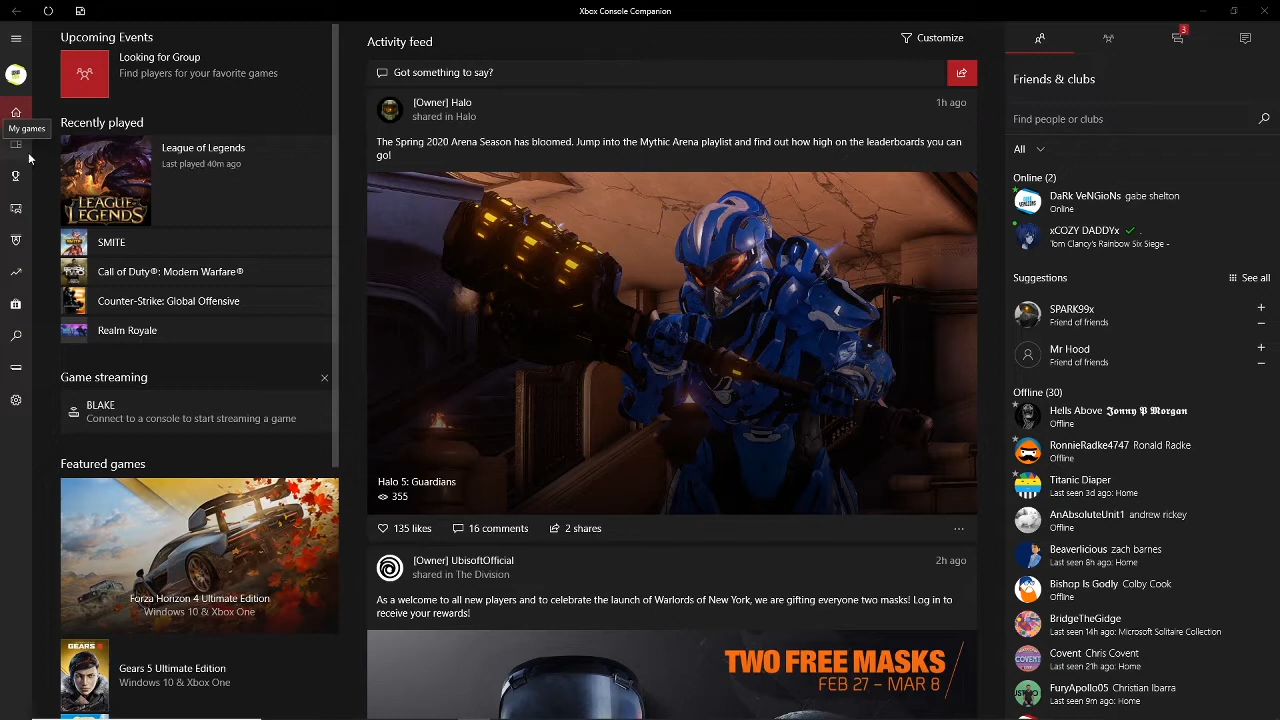 Xbox Console Companion
My games
Upcoming Events
Looking for Group
Find players for your favorite games
Recently played
LEAGUE of
LEGENDS
League of Legends
Last played 40m ago
SMITE
Call of Duty®: Modern Warfare®
Counter-Strike: Global Offensive
Realm Royale
Game streaming
BLAKE
Connect to a console to start streaming a game
Featured games
Forza Horizon 4 Ultimate Edition
Windows 10 & Xbox One
Gears 5 Ultimate Edition
Windows 10 & Xbox One
Activity feed
Customize
Got something to say?
[Owner] Halo
1h ago
shared in Halo
The Spring 2020 Arena Season has bloomed. Jump into the Mythic Arena playlist and find out how high on the leaderboards you can
go!
Halo 5: Guardians
355
135 likes
16 comments
2 shares
[Owner] UbisoftOfficial
2h ago
shared in The Division
As a welcome to all new players and to celebrate the launch of Warlords of New York, we are gifting everyone two masks! Log in to
receive your rewards!
TWO FREE MASKS
FEB 27 – MAR 8
3
Friends & clubs
Find people or clubs
All
Online (2)
DaRk VeNGioNs gabe shelton
Online
xCOZY DADDYx .
Tom Clancy's Rainbow Six Siege -
Suggestions
See all
SPARK99x
Friend of friends
Mr Hood
Friend of friends
Offline (30)
Hells Above 𝕵𝖔𝖓𝖓𝖞 𝕻 𝕸𝖔𝖗𝖌𝖆𝖓
Offline
RonnieRadke4747 Ronald Radke
Offline
Titanic Diaper
Last seen 3d ago: Home
AnAbsoluteUnit1 andrew rickey
Offline
Beaverlicious zach barnes
Last seen 8h ago: Home
Bishop Is Godly Colby Cook
Offline
BridgeTheGidge
Last seen 14h ago: Microsoft Solitaire Collection
COVENT
Covent Chris Covent
Last seen 21h ago: Home
FuryApollo05 Christian Ibarra
Last seen 9m ago: Home